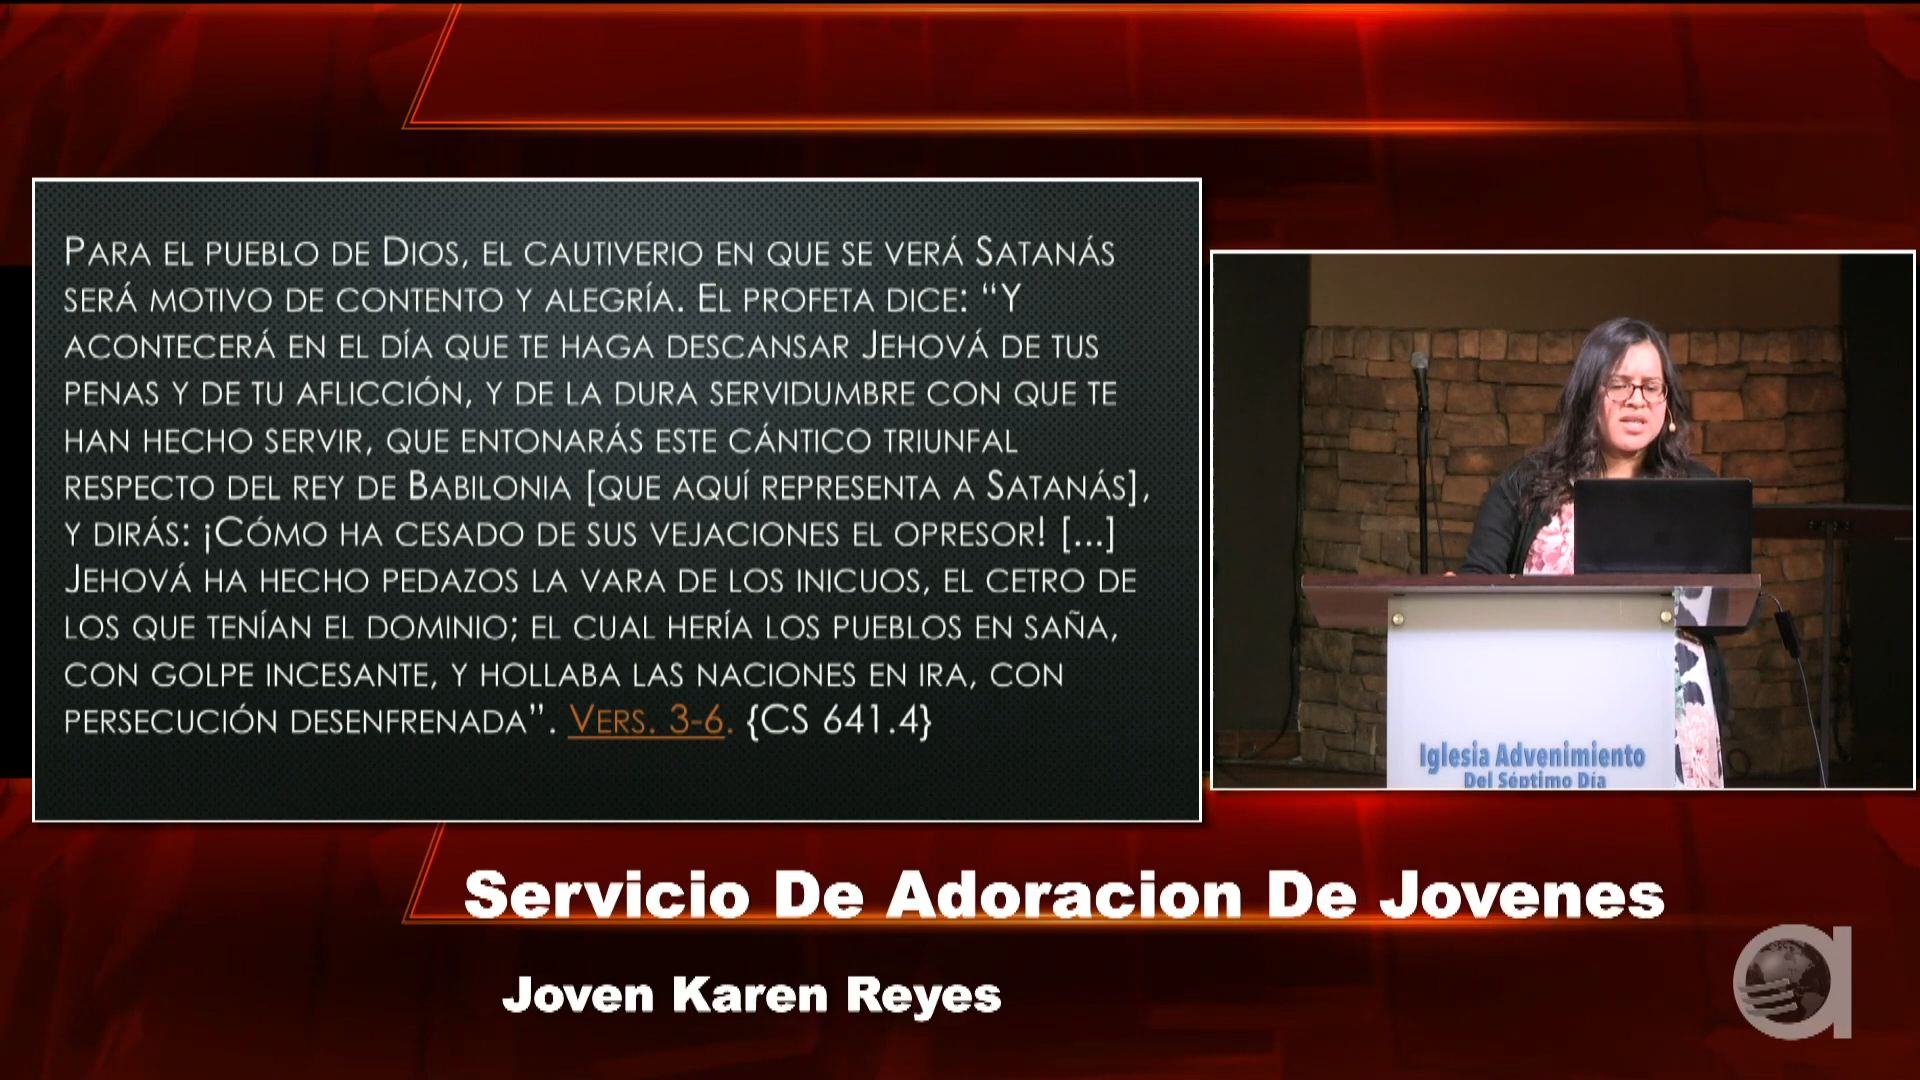 Para el pueblo de Dios, el cautiverio en que se verá Satanás
será motivo de contento y alegría. El profeta dice: “Y
acontecerá en el día que te haga descansar Jehová de tus
penas y de tu aflicción, y de la dura servidumbre con que te
han hecho servir, que entonarás este cántico triunfal
respecto del rey de Babilonia [que aquí representa a Satanás],
y dirás: ¡Cómo ha cesado de sus vejaciones el opresor! [...]
Jehová ha hecho pedazos la vara de los inicuos, el cetro de
los que tenían el dominio; el cual hería los pueblos en saña,
con golpe incesante, y hollaba las naciones en ira, con
persecución desenfrenada”. Vers. 3-6. {CS 641.4}
Iglesia Advenimiento
Del Séptimo Día
Servicio De Adoracion De Jovenes
Joven Karen Reyes